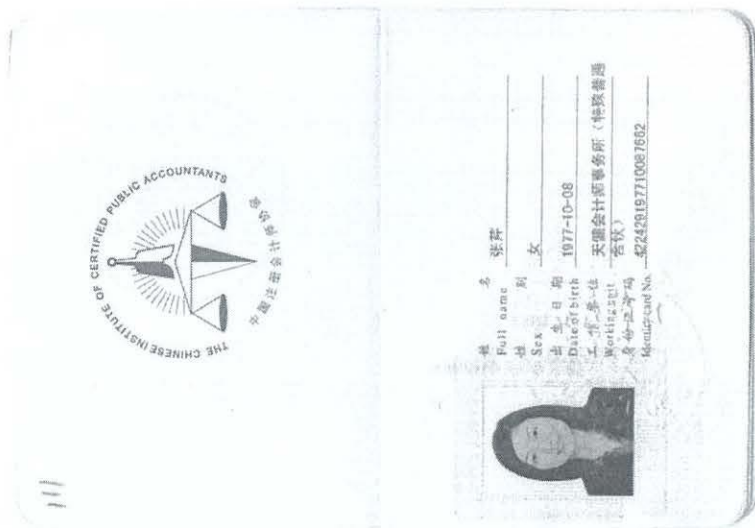 THE CHINESE INSTITUTE OF CERTIFIED PUBLIC ACCOUNTANTS
中国注册会计师协会
姓 名 张芹
Full name
性 别 女
Sex
出 生 日 期 1977-10-08
Date of birth
工 作 单 位 天健会计师事务所（特殊普通
Working unit 合伙）
身 份 证 号 码 422429197710087662
Identity card No.